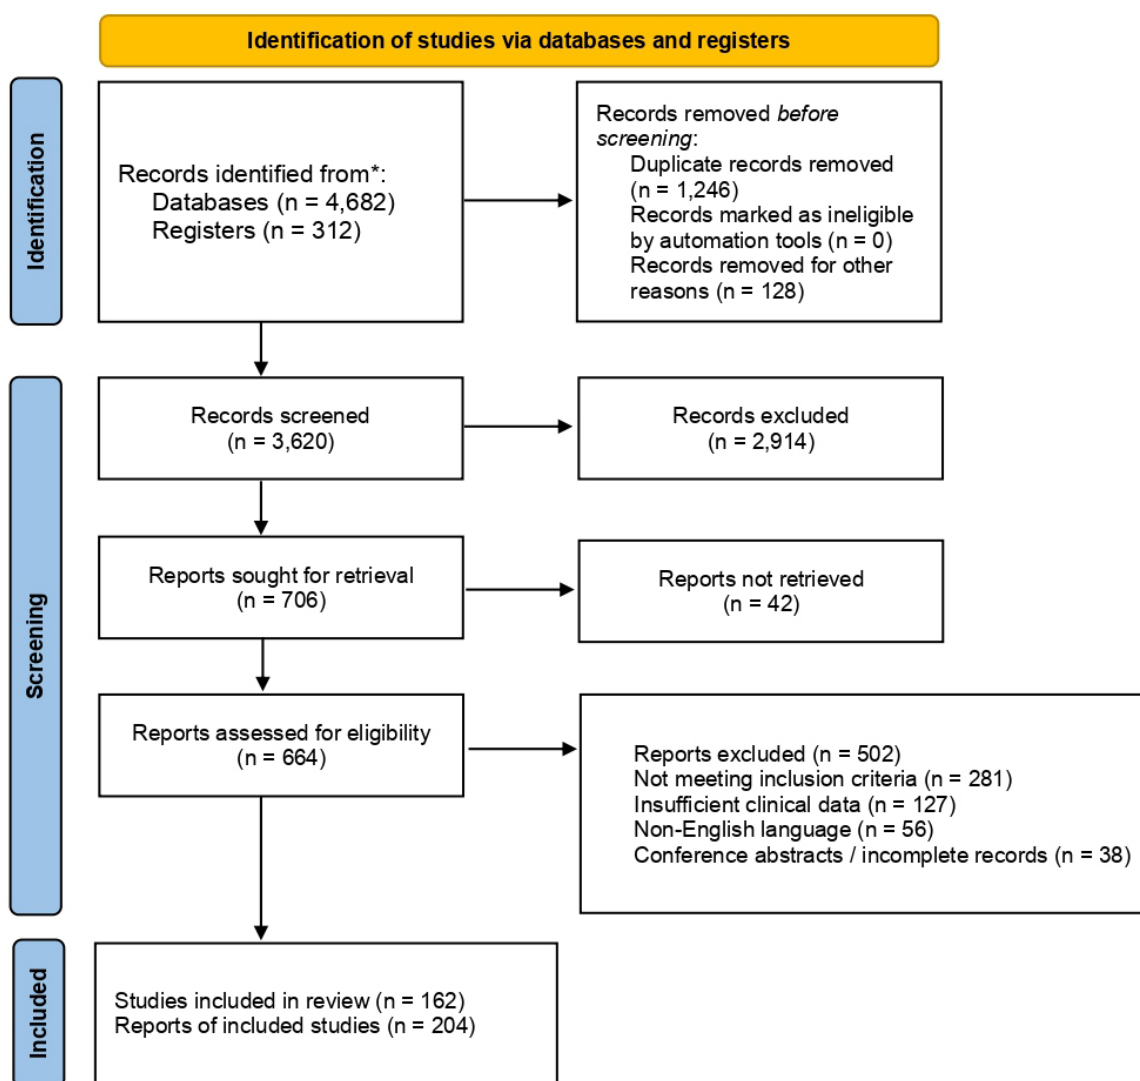 Identification of studies via databases and registers
Identification
Records identified from*:
Databases (n = 4,682)
Registers (n = 312)
Records removed before
screening:
Duplicate records removed
(n = 1,246)
Records marked as ineligible
by automation tools (n = 0)
Records removed for other
reasons (n = 128)
Screening
Records screened
(n = 3,620)
Records excluded
(n = 2,914)
Reports sought for retrieval
(n = 706)
Reports not retrieved
(n = 42)
Reports assessed for eligibility
(n = 664)
Reports excluded (n = 502)
Not meeting inclusion criteria (n = 281)
Insufficient clinical data (n = 127)
Non-English language (n = 56)
Conference abstracts / incomplete records (n = 38)
Included
Studies included in review (n = 162)
Reports of included studies (n = 204)